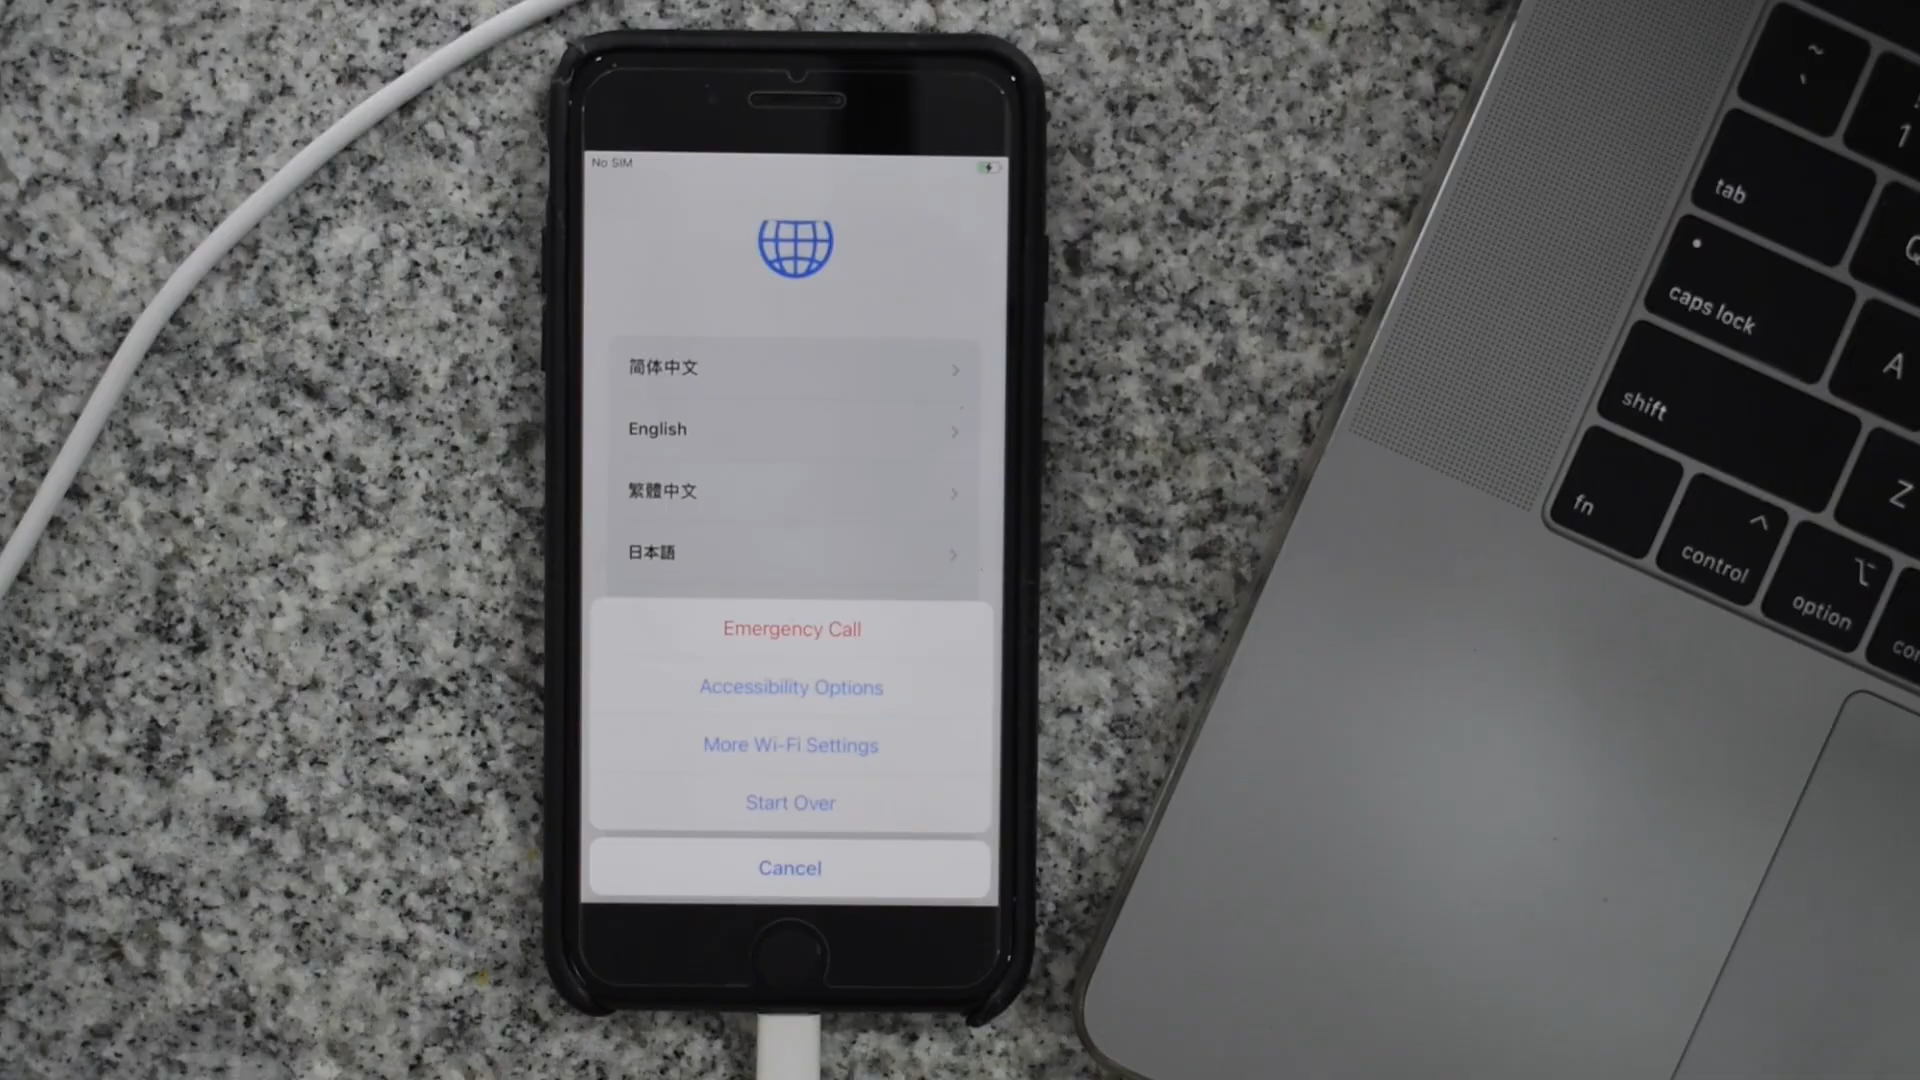 No SIM
简体中文
English
繁體中文
日本語
Emergency Call
Accessibility Options
More Wi-Fi Settings
Start Over
Cancel
~
1
tab
Q
caps lock
A
shift
Z
fn
control
option